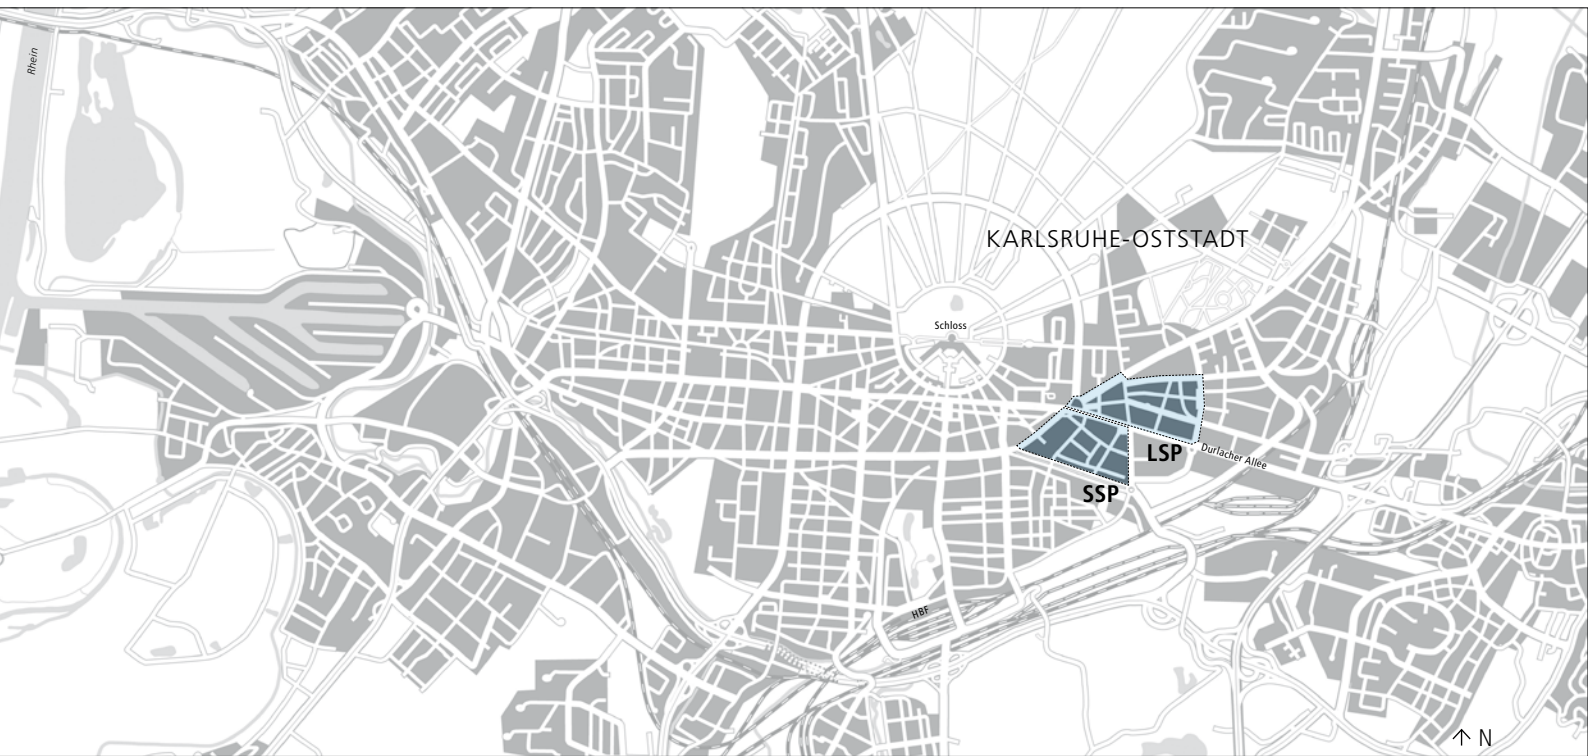 Rhein
KARLSRUHE-OSTSTADT
Schloss
LSP
Durlacher Allee
SSP
HBF
N